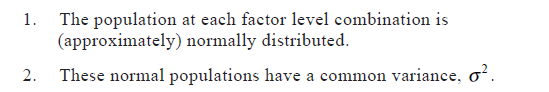 1. The population at each factor level combination is
(approximately) normally distributed.
2. These normal populations have a common variance, σ².